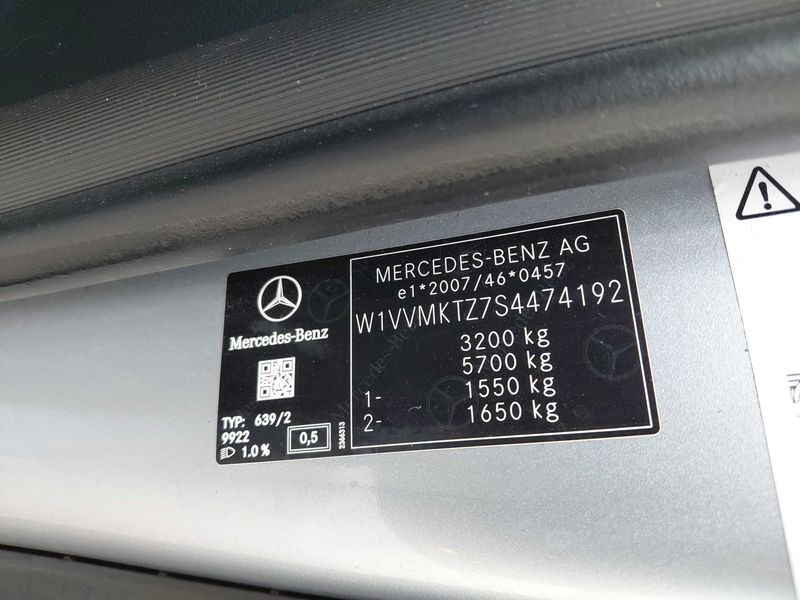 MERCEDES-BENZ AG
e1*2007/46*0457
W1VVMKTZ7S4474192
3200 kg
5700 kg
1- 1550 kg
2- 1650 kg
Mercedes-Benz
TYP: 639/2
9922
1.0 %
0,5
2366313